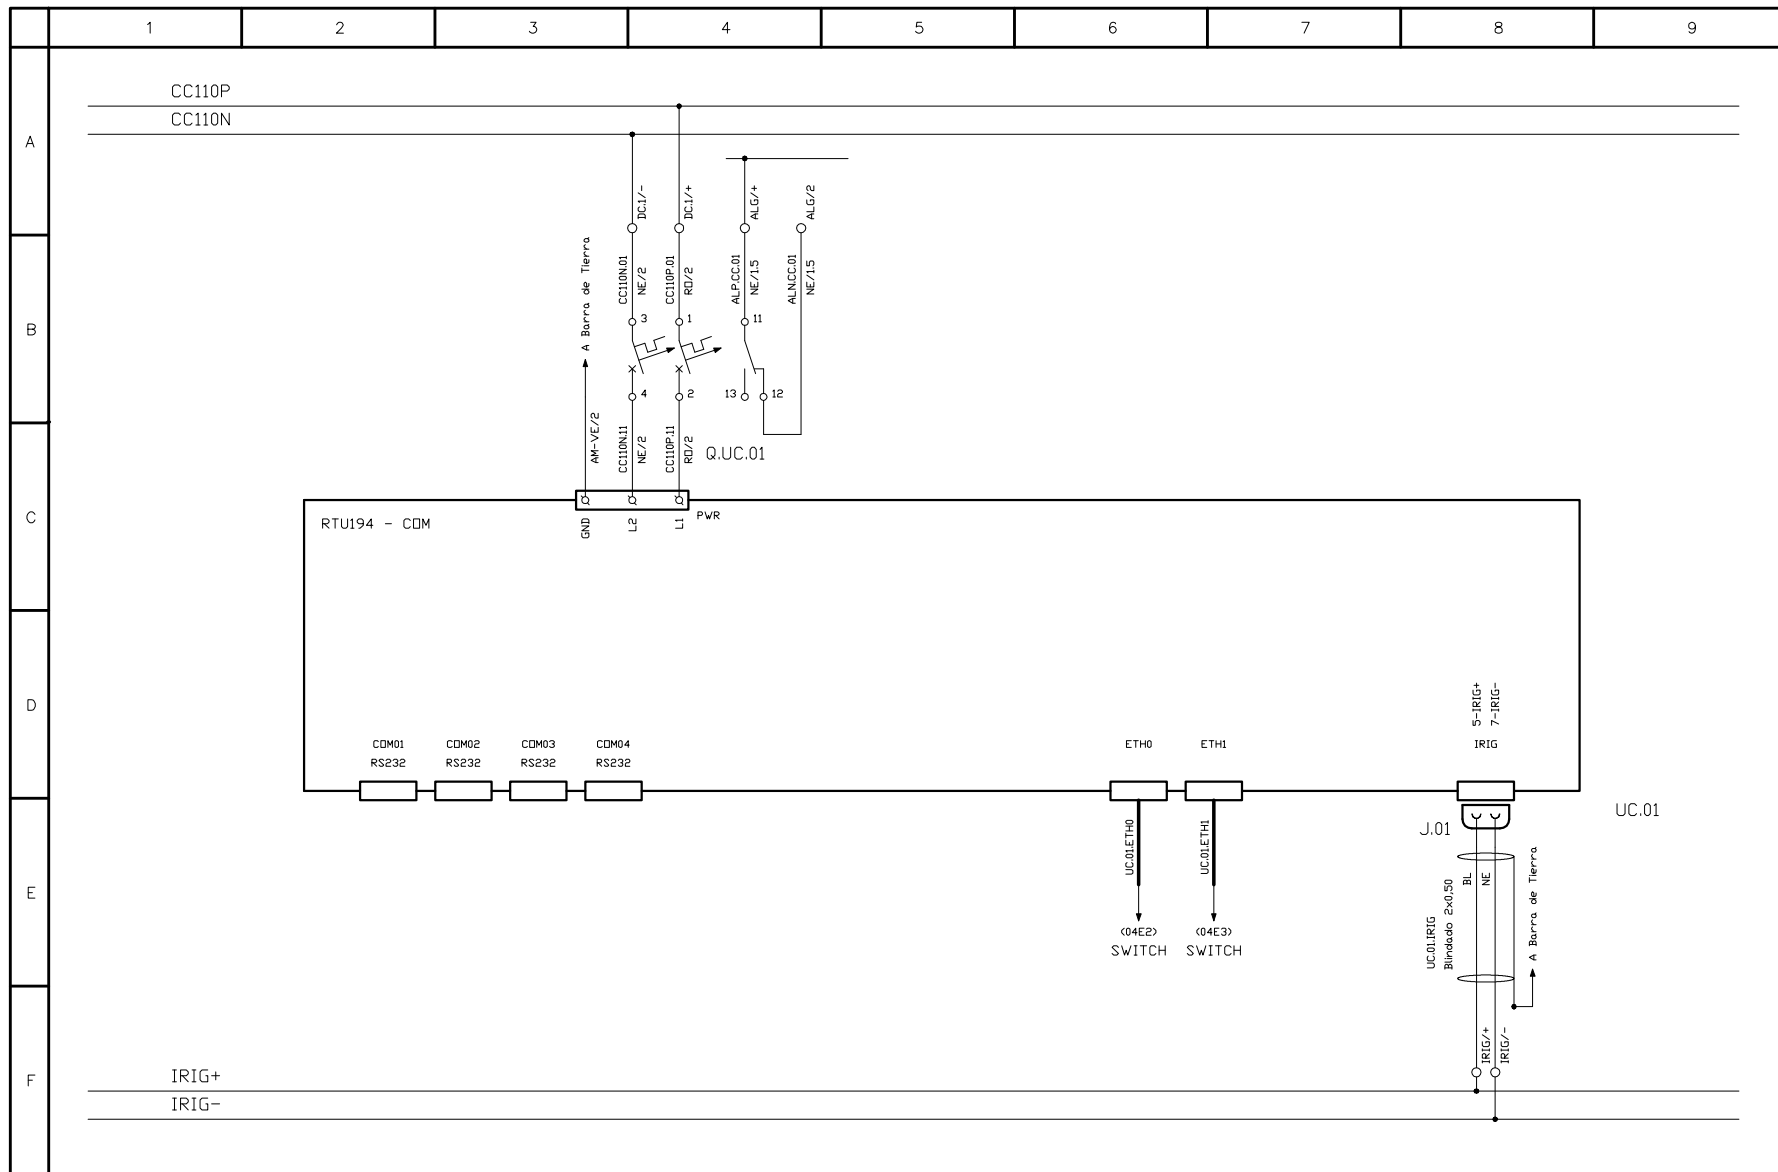 1 2 3 4 5 6 7 8 9
A
B
C
D
E
F
CC110P
CC110N
DC.1/-
DC.1/+
ALG/+
ALG/2
A Barra de Tierra
CC110N.01
NE/2
CC110P.01
RO/2
ALP.CC.01
NE/1.5
ALN.CC.01
NE/1.5
3
1
11
4
2
13
12
AM-VE/2
CC110N.11
NE/2
CC110P.11
RO/2
Q.UC.01
RTU194 - COM
GND
L2
L1
PWR
5-IRIG+
7-IRIG-
COM01
RS232
COM02
RS232
COM03
RS232
COM04
RS232
ETH0
ETH1
IRIG
UC.01
J.01
UC.01.ETH0
UC.01.ETH1
(04E2)
SWITCH
(04E3)
SWITCH
BL
NE
UC.01.IRIG
Blindado 2x0,50
A Barra de Tierra
IRIG/+
IRIG/-
IRIG+
IRIG-